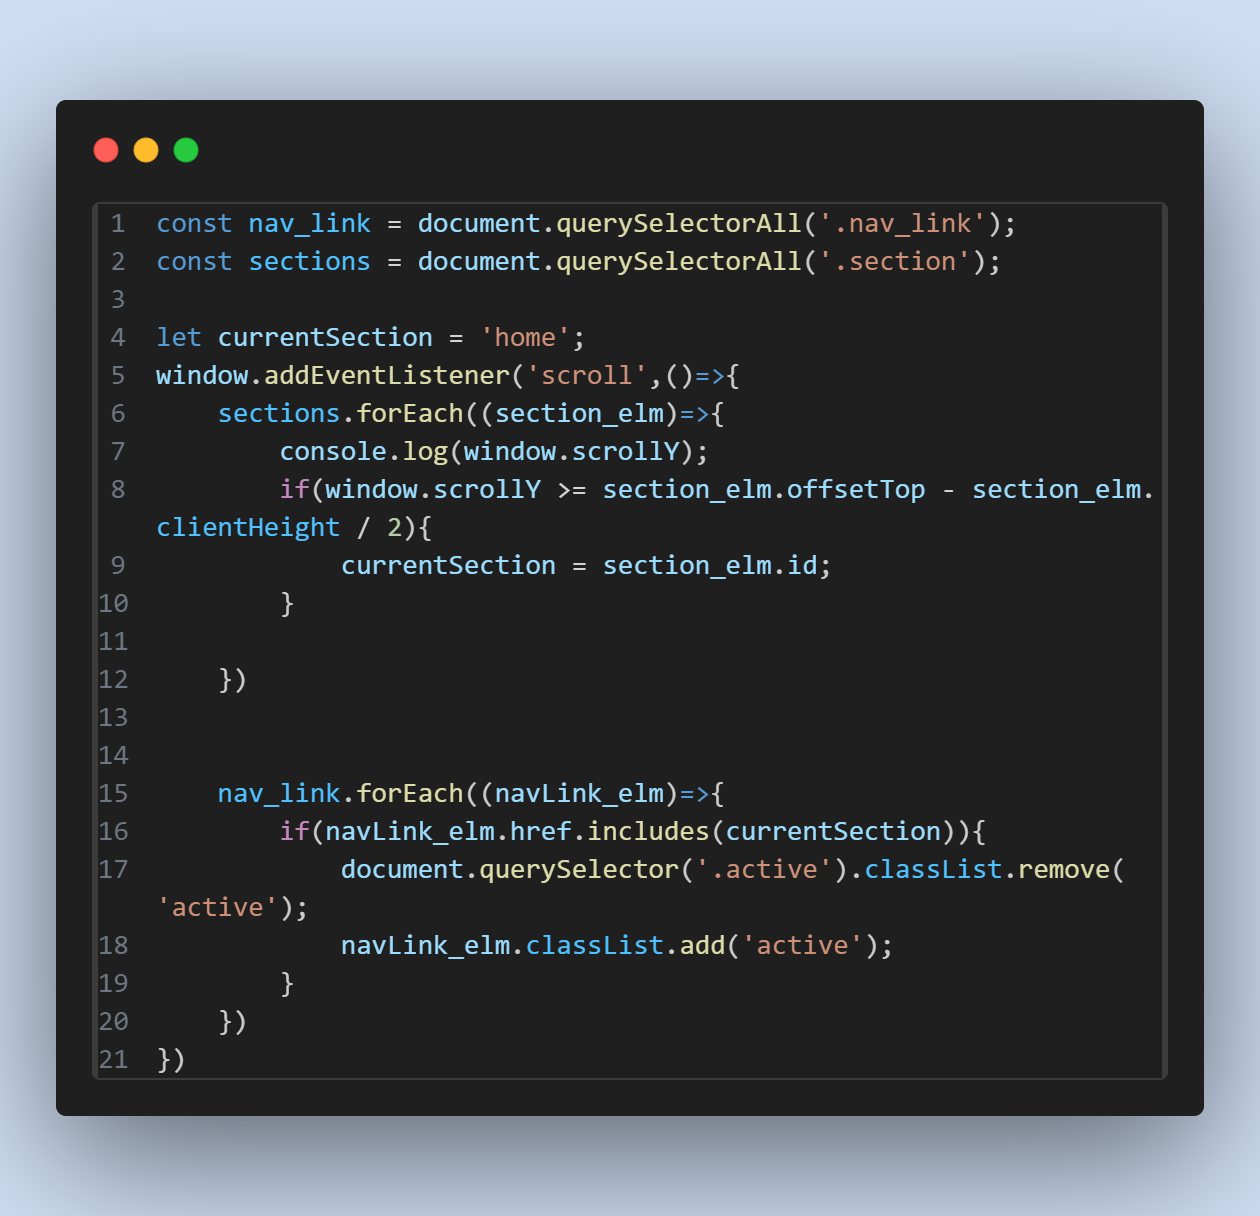 1 const nav_link = document.querySelectorAll('.nav_link');
2 const sections = document.querySelectorAll('.section');
3
4 let currentSection = 'home';
5 window.addEventListener('scroll',()=>{
6     sections.forEach((section_elm)=>{
7         console.log(window.scrollY);
8         if(window.scrollY >= section_elm.offsetTop - section_elm.
clientHeight / 2){
9             currentSection = section_elm.id;
10         }
11
12     })
13
14
15     nav_link.forEach((navLink_elm)=>{
16         if(navLink_elm.href.includes(currentSection)){
17             document.querySelector('.active').classList.remove(
'active');
18             navLink_elm.classList.add('active');
19         }
20     })
21 })